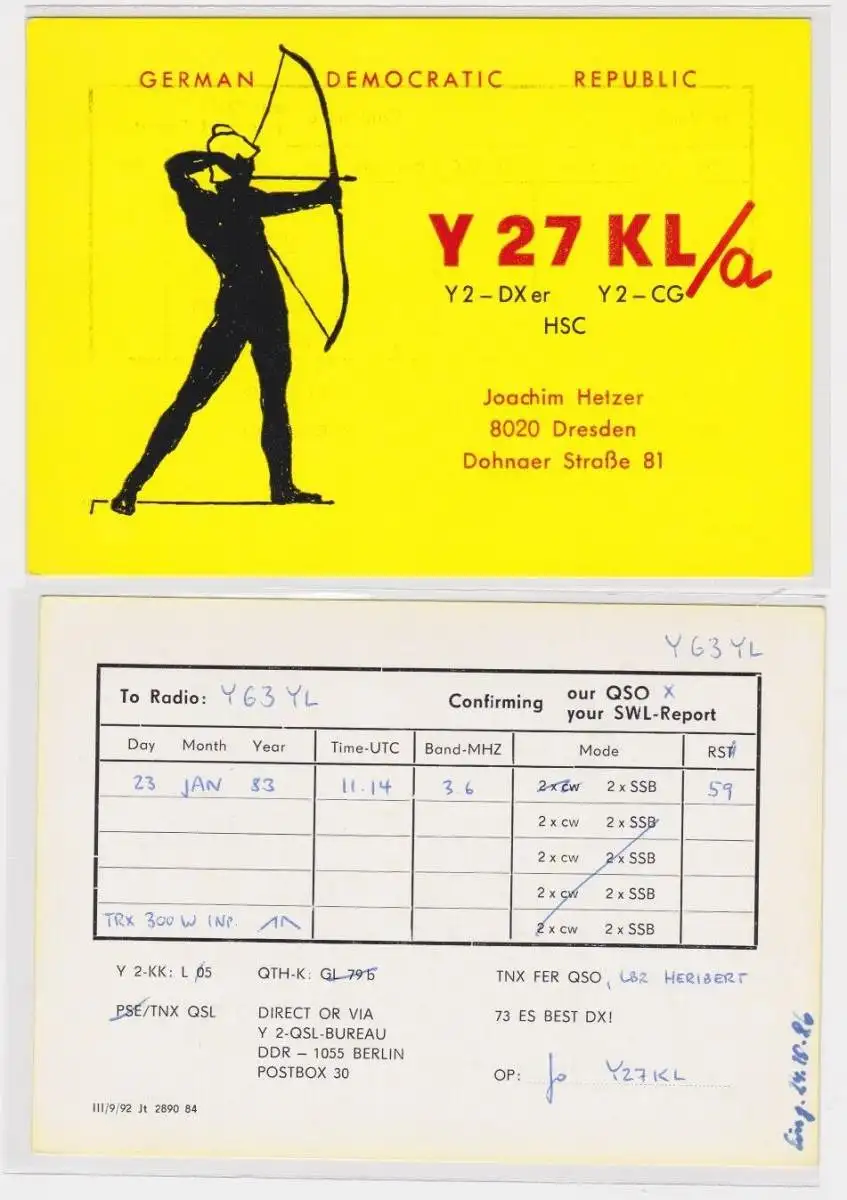 GERMAN DEMOCRATIC REPUBLIC
Y 27 KL/a
Y2–DXer Y2–CG
HSC
Joachim Hetzer
8020 Dresden
Dohnaer Straße 81
Y63YL
To Radio: Y63YL
Confirming our QSO X
your SWL-Report
Day Month Year Time-UTC Band-MHZ Mode RST
23 JAN 83 11.14 3.6 2 x cw 2 x SSB 59
2 x cw 2 x SSB
2 x cw 2 x SSB
2 x cw 2 x SSB
TRX 300 W INP. 2 x cw 2 x SSB
Y 2-KK: L 05 QTH-K: GL 79 b TNX FER QSO, LBZ HERIBERT
PSE/TNX QSL DIRECT OR VIA 73 ES BEST DX!
Y 2-QSL-BUREAU
DDR – 1055 BERLIN
POSTBOX 30 OP: Jo Y27KL
III/9/92 Jt 2890 84